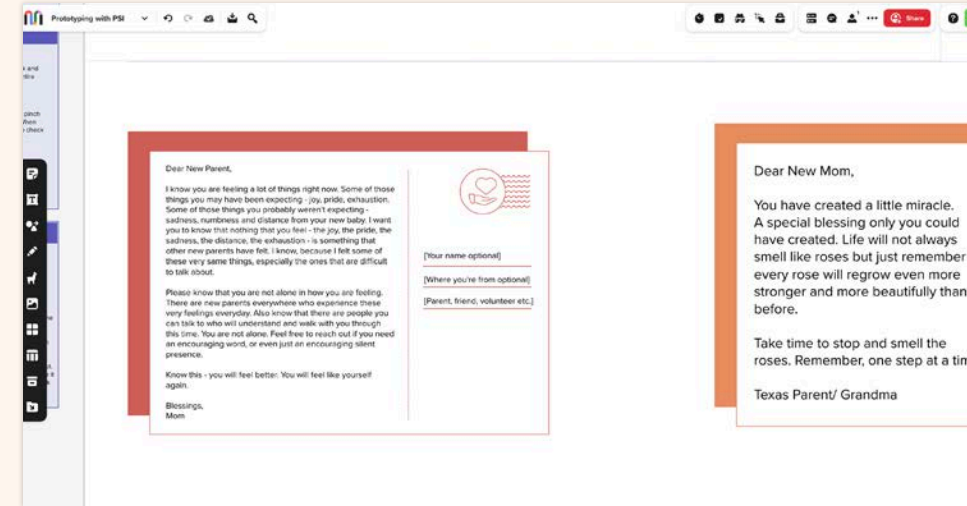 Prototyping with PSI
Share
Dear New Parent,
I know you are feeling a lot of things right now. Some of those
things you may have been expecting - joy, pride, exhaustion.
Some of those things you probably weren't expecting -
sadness, numbness and distance from your new baby. I want
you to know that nothing that you feel - the joy, the pride, the
sadness, the distance, the exhaustion - is something that
other new parents have felt. I know, because I felt some of
these very same things, especially the ones that are difficult
to talk about.
Please know that you are not alone in how you are feeling.
There are new parents everywhere who experience these
very feelings everyday. Also know that there are people you
can talk to who will understand and walk with you through
this time. You are not alone. Feel free to reach out if you need
an encouraging word, or even just an encouraging silent
presence.
Know this - you will feel better. You will feel like yourself
again.
Blessings,
Mom
[Your name optional]
[Where you're from optional]
[Parent, friend, volunteer etc.]
Dear New Mom,
You have created a little miracle.
A special blessing only you could
have created. Life will not always
smell like roses but just remember
every rose will regrow even more
stronger and more beautifully than
before.
Take time to stop and smell the
roses. Remember, one step at a tim
Texas Parent/ Grandma